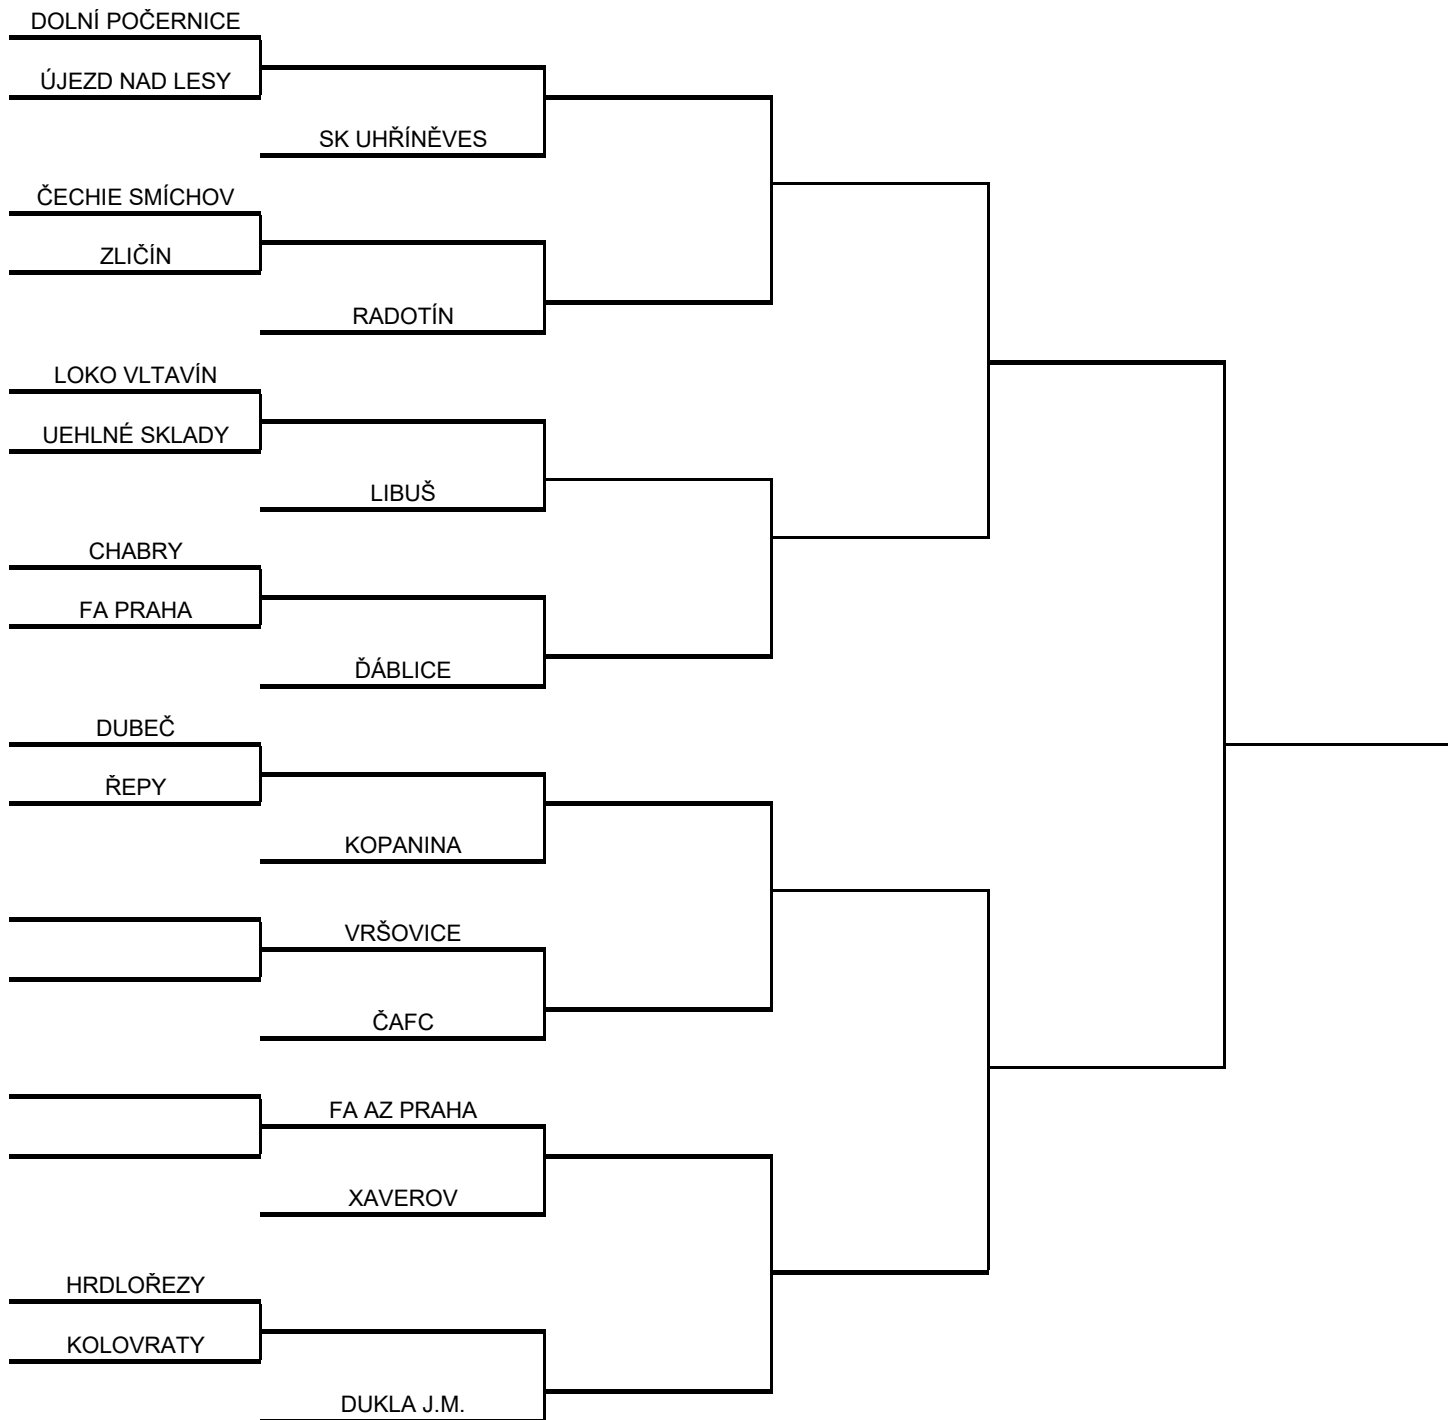 DOLNÍ POČERNICE
ÚJEZD NAD LESY
SK UHŘÍNĚVES
ČECHIE SMÍCHOV
ZLIČÍN
RADOTÍN
LOKO VLTAVÍN
UEHLNÉ SKLADY
LIBUŠ
CHABRY
FA PRAHA
ĎÁBLICE
DUBEČ
ŘEPY
KOPANINA
VRŠOVICE
ČAFC
FA AZ PRAHA
XAVEROV
HRDLOŘEZY
KOLOVRATY
DUKLA J.M.